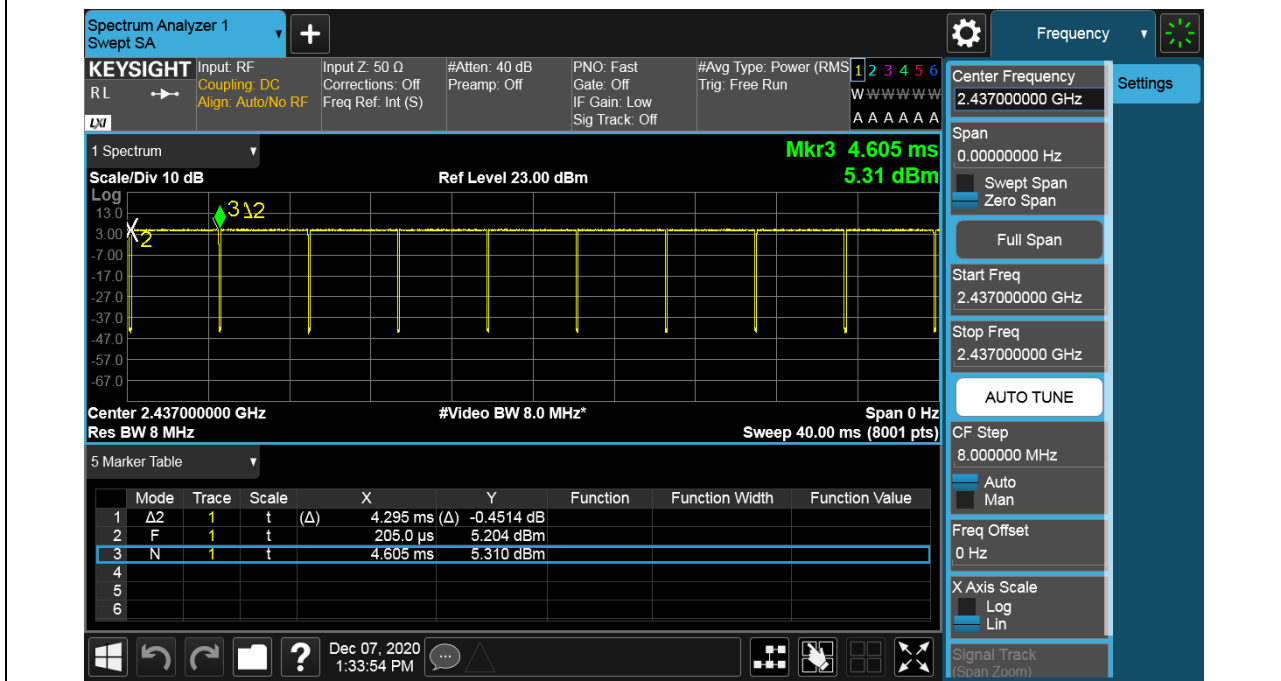 Spectrum Analyzer 1
Swept SA
+
Frequency
KEYSIGHT
RL
LXI
Input: RF
Coupling: DC
Align: Auto/No RF
Input Z: 50 Ω
Corrections: Off
Freq Ref: Int (S)
#Atten: 40 dB
Preamp: Off
PNO: Fast
Gate: Off
IF Gain: Low
Sig Track: Off
#Avg Type: Power (RMS
Trig: Free Run
1 2 3 4 5 6
W W W W W W
A A A A A A
1 Spectrum
Mkr3 4.605 ms
Scale/Div 10 dB
Ref Level 23.00 dBm
5.31 dBm
Log
13.0
3.00
-7.00
-17.0
-27.0
-37.0
-47.0
-57.0
-67.0
2
3
2
Center 2.437000000 GHz
#Video BW 8.0 MHz*
Span 0 Hz
Res BW 8 MHz
Sweep 40.00 ms (8001 pts)
5 Marker Table
Mode Trace Scale X Y Function Function Width Function Value
1 Δ2 1 t (Δ) 4.295 ms (Δ) -0.4514 dB
2 F 1 t 205.0 µs 5.204 dBm
3 N 1 t 4.605 ms 5.310 dBm
4
5
6
?
Dec 07, 2020
1:33:54 PM
Center Frequency
2.437000000 GHz
Span
0.00000000 Hz
Swept Span
Zero Span
Full Span
Start Freq
2.437000000 GHz
Stop Freq
2.437000000 GHz
AUTO TUNE
CF Step
8.000000 MHz
Auto
Man
Freq Offset
0 Hz
X Axis Scale
Log
Lin
Signal Track
(Span Zoom)
Settings